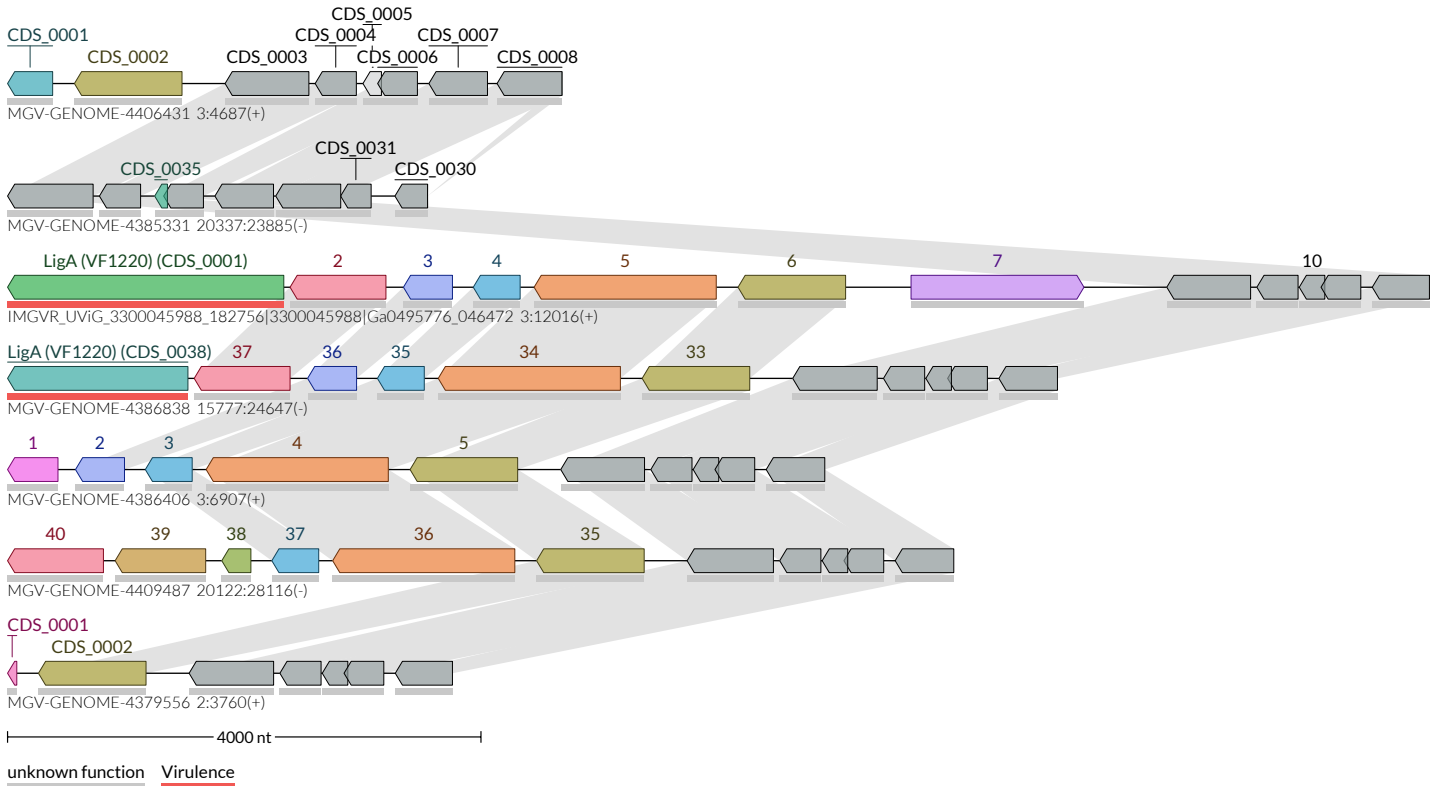 CDS_0005
CDS_0001 CDS_0004 CDS_0007
CDS_0002 CDS_0003 CDS_0006 CDS_0008
MGV-GENOME-4406431 3:4687(+)
CDS_0031
CDS_0035 CDS_0030
MGV-GENOME-4385331 20337:23885(-)
LigA (VF1220) (CDS_0001) 2 3 4 5 6 7 10
IMGVR_UViG_3300045988_182756|3300045988|Ga0495776_046472 3:12016(+)
LigA (VF1220) (CDS_0038) 37 36 35 34 33
MGV-GENOME-4386838 15777:24647(-)
1 2 3 4 5
MGV-GENOME-4386406 3:6907(+)
40 39 38 37 36 35
MGV-GENOME-4409487 20122:28116(-)
CDS_0001
CDS_0002
MGV-GENOME-4379556 2:3760(+)
4000 nt
unknown function Virulence